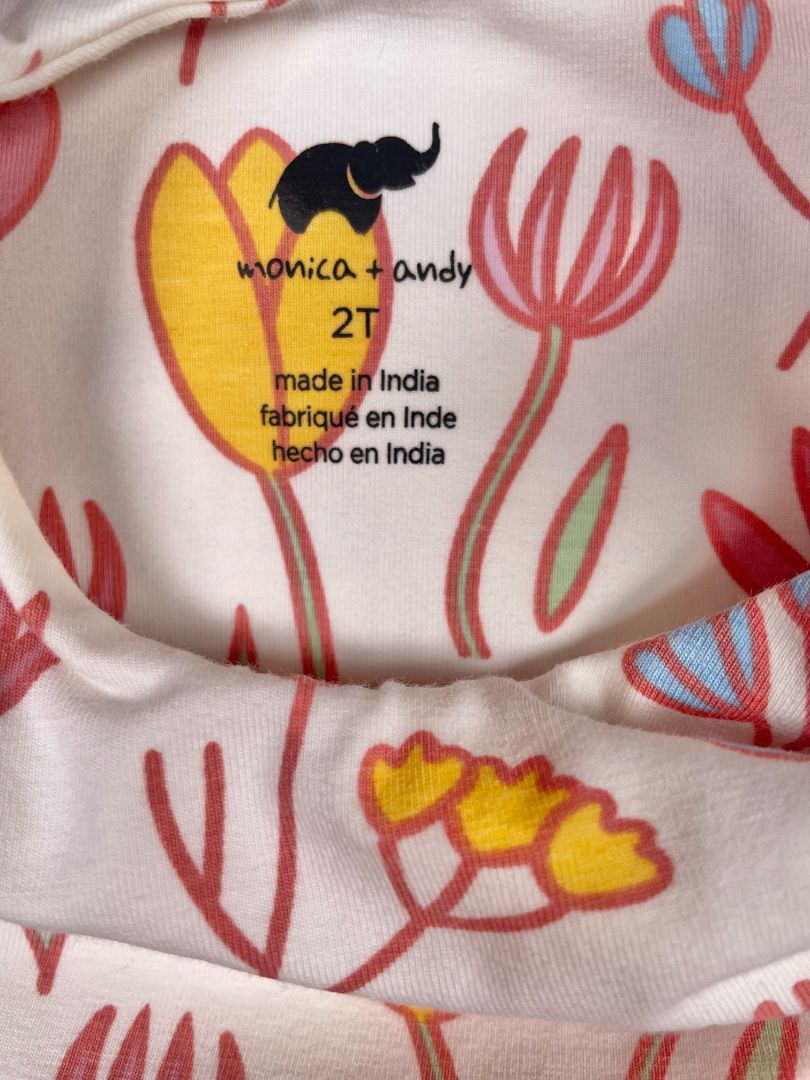 monica + andy
2T
made in India
fabriqué en Inde
hecho en India